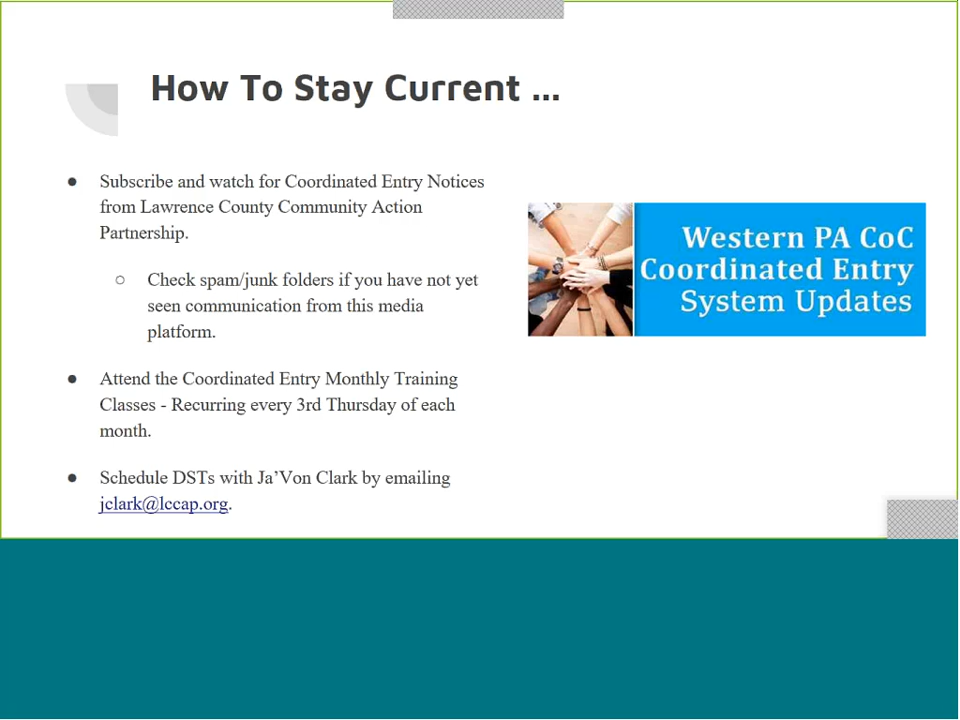 How To Stay Current ...
● Subscribe and watch for Coordinated Entry Notices
from Lawrence County Community Action
Partnership.
○ Check spam/junk folders if you have not yet
seen communication from this media
platform.
● Attend the Coordinated Entry Monthly Training
Classes - Recurring every 3rd Thursday of each
month.
● Schedule DSTs with Ja’Von Clark by emailing
jclark@lccap.org.
Western PA CoC
Coordinated Entry
System Updates